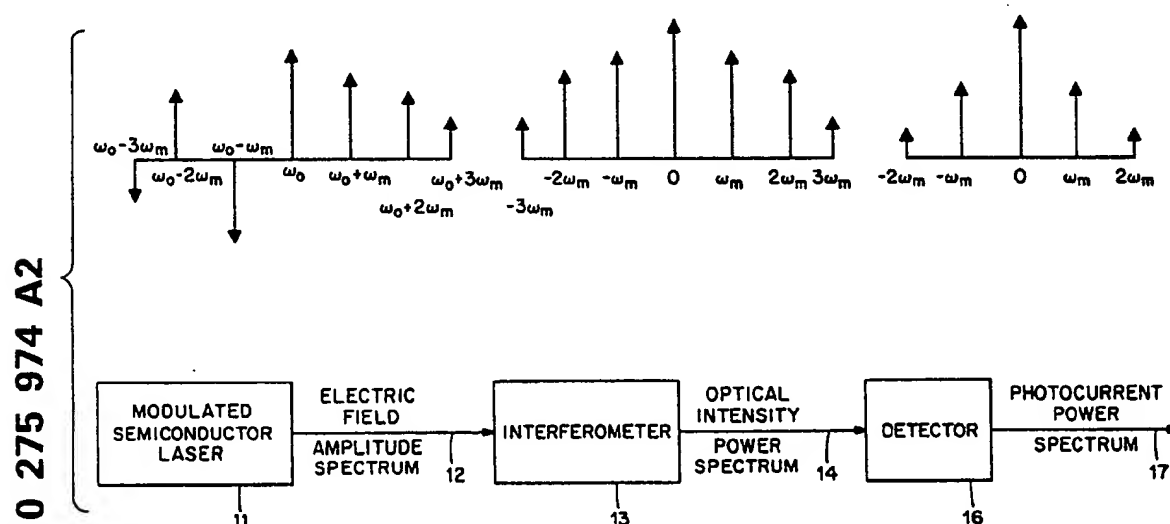 ω₀-3ωₘ
ω₀-2ωₘ
ω₀-ωₘ
ω₀
ω₀+ωₘ
ω₀+2ωₘ
ω₀+3ωₘ
-3ωₘ
-2ωₘ
-ωₘ
0
ωₘ
2ωₘ
3ωₘ
-2ωₘ
-ωₘ
0
ωₘ
2ωₘ
0 275 974 A2
MODULATED
SEMICONDUCTOR
LASER
11
ELECTRIC
FIELD
AMPLITUDE
SPECTRUM
12
INTERFEROMETER
13
OPTICAL
INTENSITY
POWER
SPECTRUM
14
DETECTOR
16
PHOTOCURRENT
POWER
SPECTRUM
17